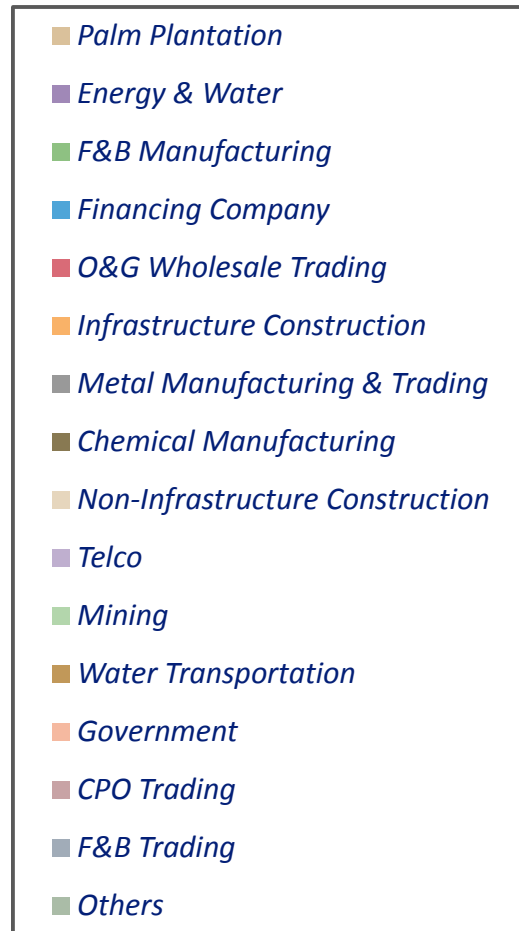 Palm Plantation
Energy & Water
F&B Manufacturing
Financing Company
O&G Wholesale Trading
Infrastructure Construction
Metal Manufacturing & Trading
Chemical Manufacturing
Non-Infrastructure Construction
Telco
Mining
Water Transportation
Government
CPO Trading
F&B Trading
Others